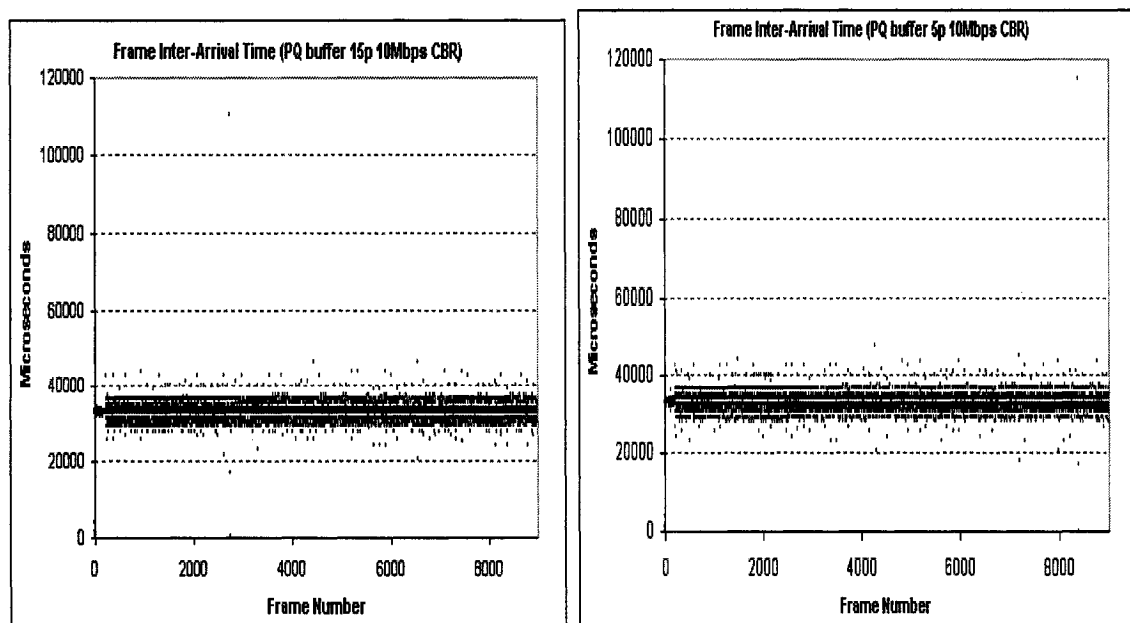 Frame Inter-Arrival Time (PQ buffer 15p 10Mbps CBR)
120000
100000
80000
60000
40000
20000
0
Microseconds
0 2000 4000 6000 8000
Frame Number
Frame Inter-Arrival Time (PQ buffer 5p 10Mbps CBR)
120000
100000
80000
60000
40000
20000
0
Microseconds
0 2000 4000 6000 8000
Frame Number